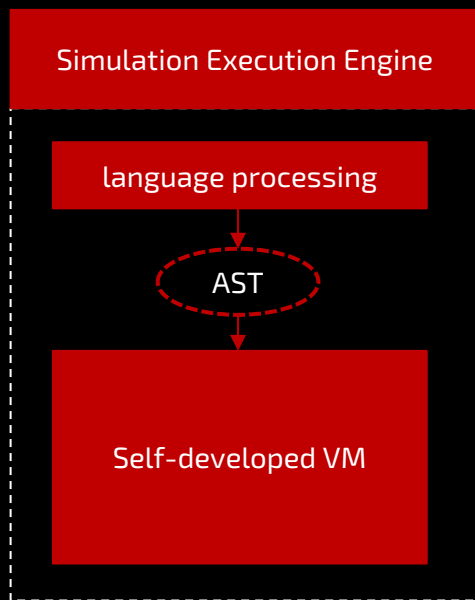 Simulation Execution Engine
language processing
AST
Self-developed VM